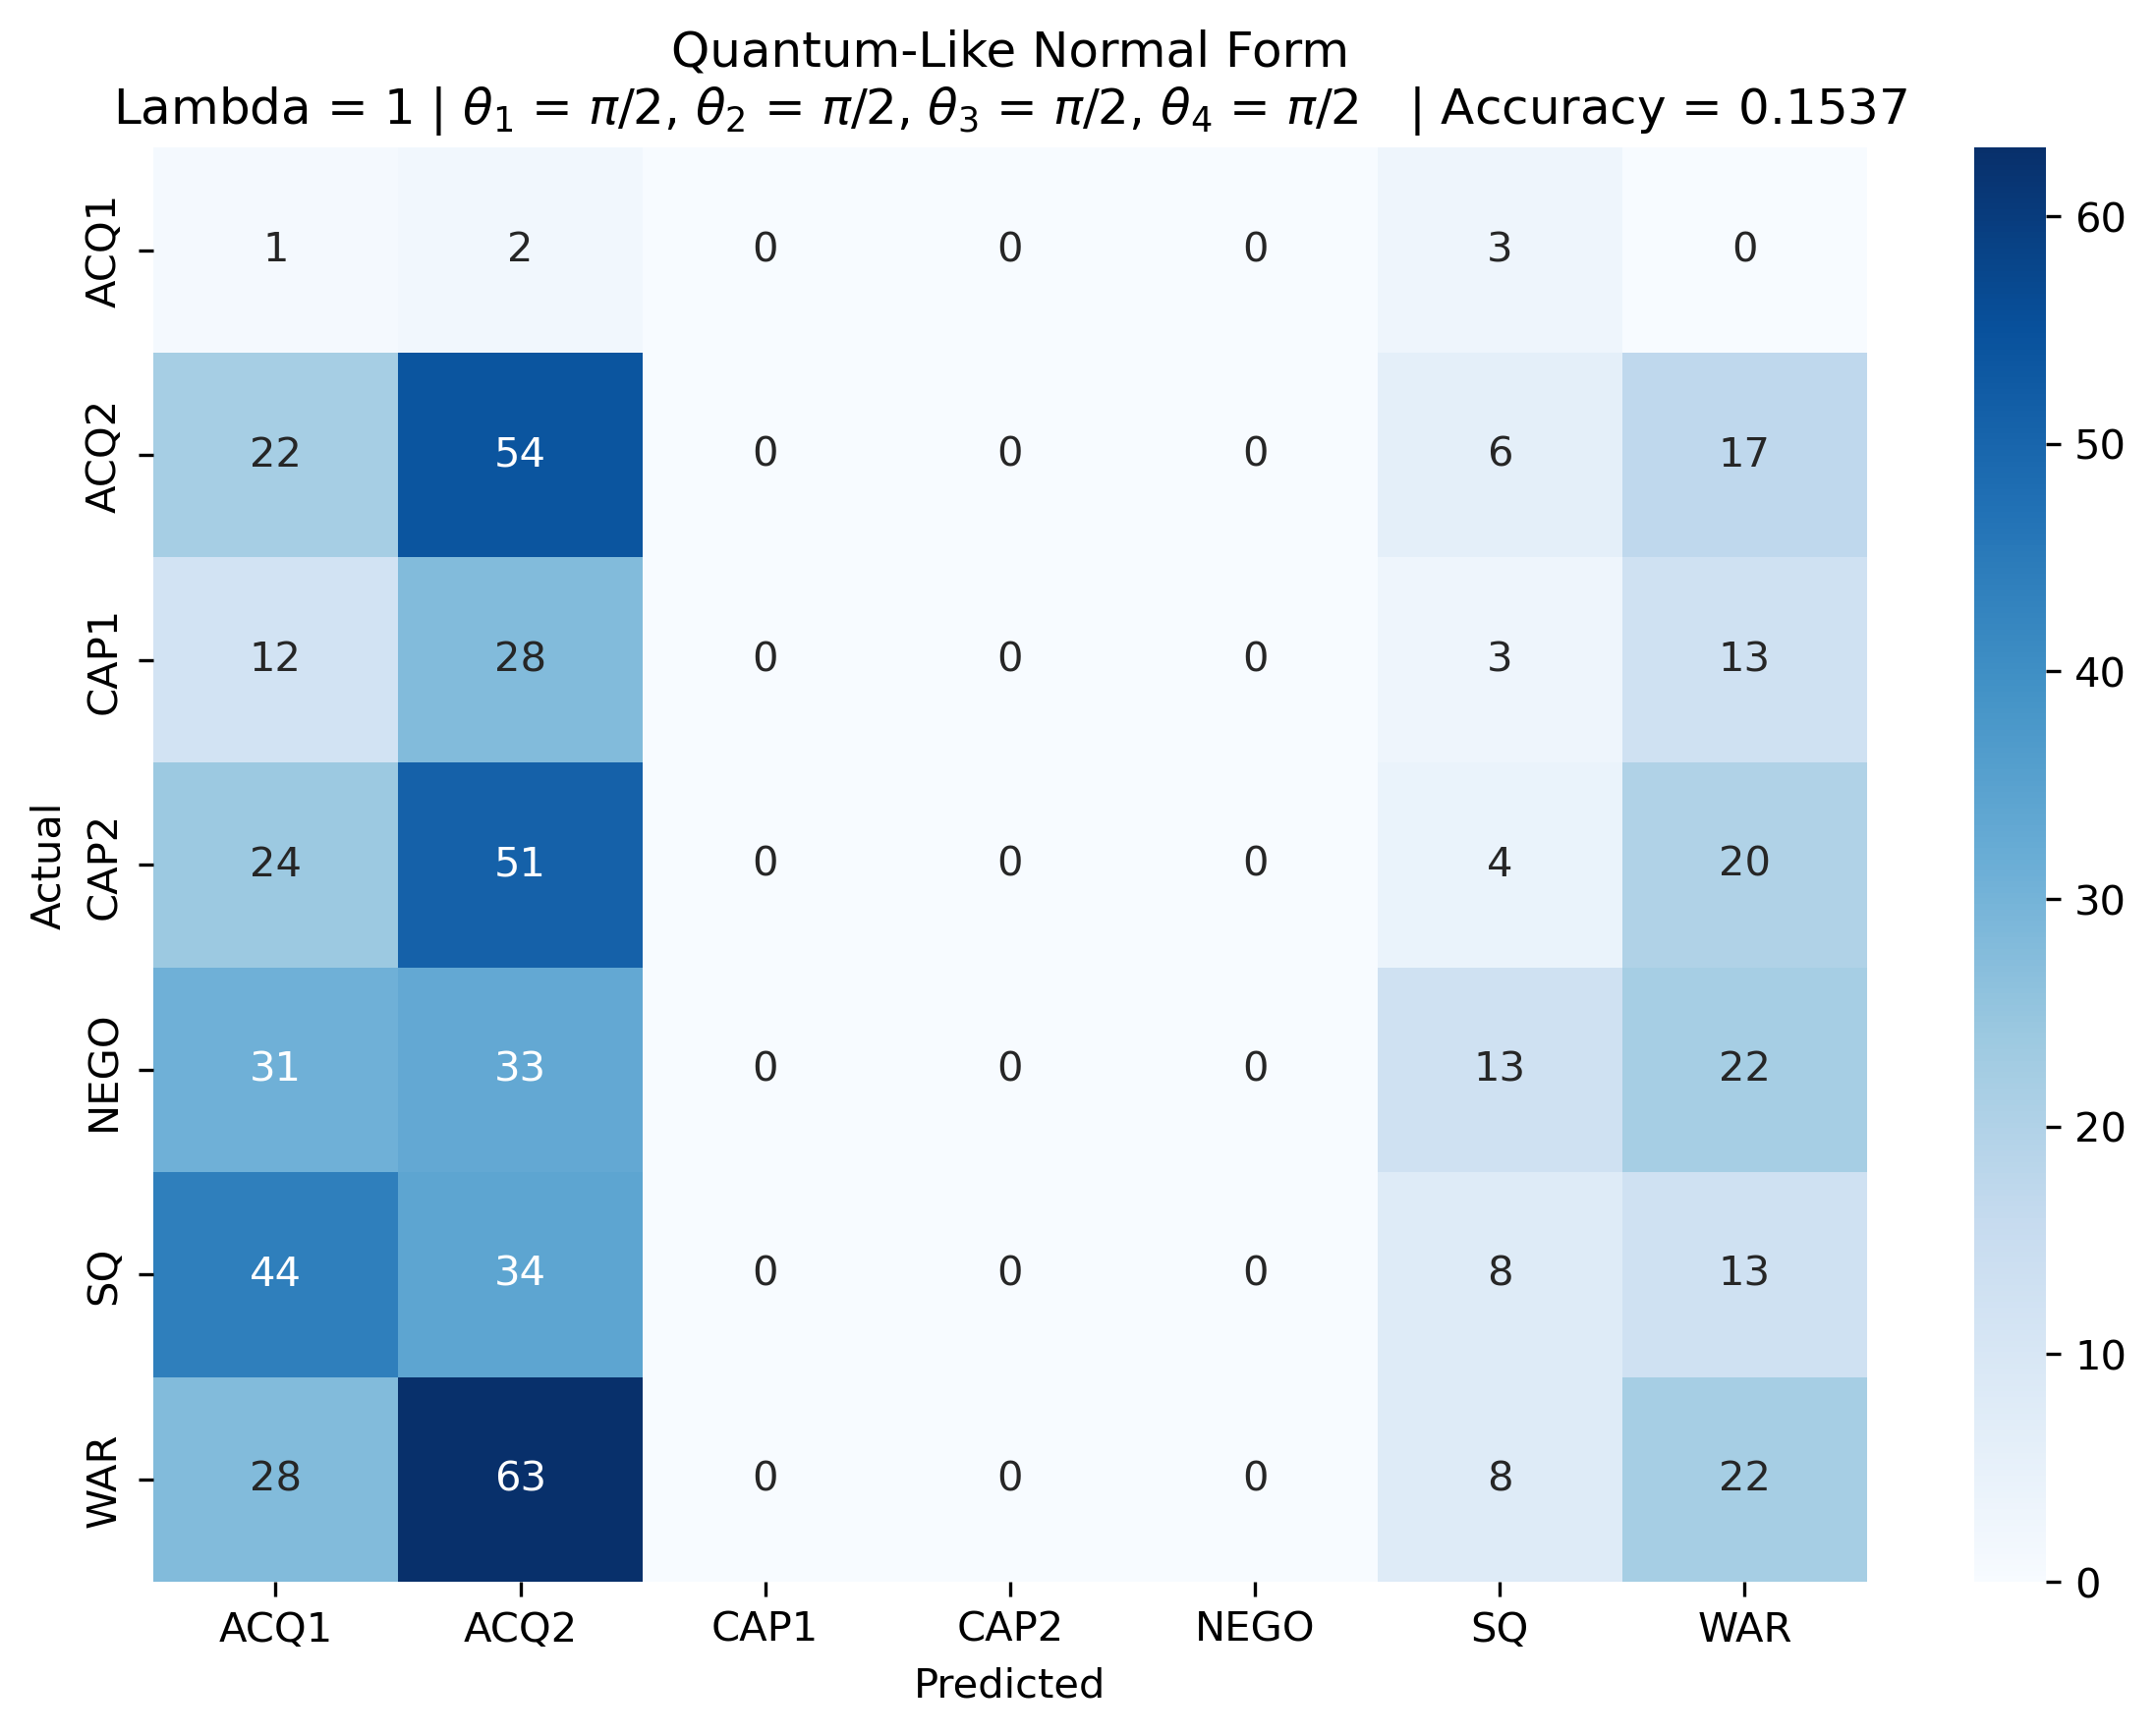 Quantum-Like Normal Form
Lambda = 1 | θ₁ = π/2, θ₂ = π/2, θ₃ = π/2, θ₄ = π/2 | Accuracy = 0.1537
ACQ1 1 2 0 0 0 3 0
ACQ2 22 54 0 0 0 6 17
CAP1 12 28 0 0 0 3 13
CAP2 24 51 0 0 0 4 20
NEGO 31 33 0 0 0 13 22
SQ 44 34 0 0 0 8 13
WAR 28 63 0 0 0 8 22
Actual
ACQ1 ACQ2 CAP1 CAP2 NEGO SQ WAR
Predicted
60
50
40
30
20
10
0